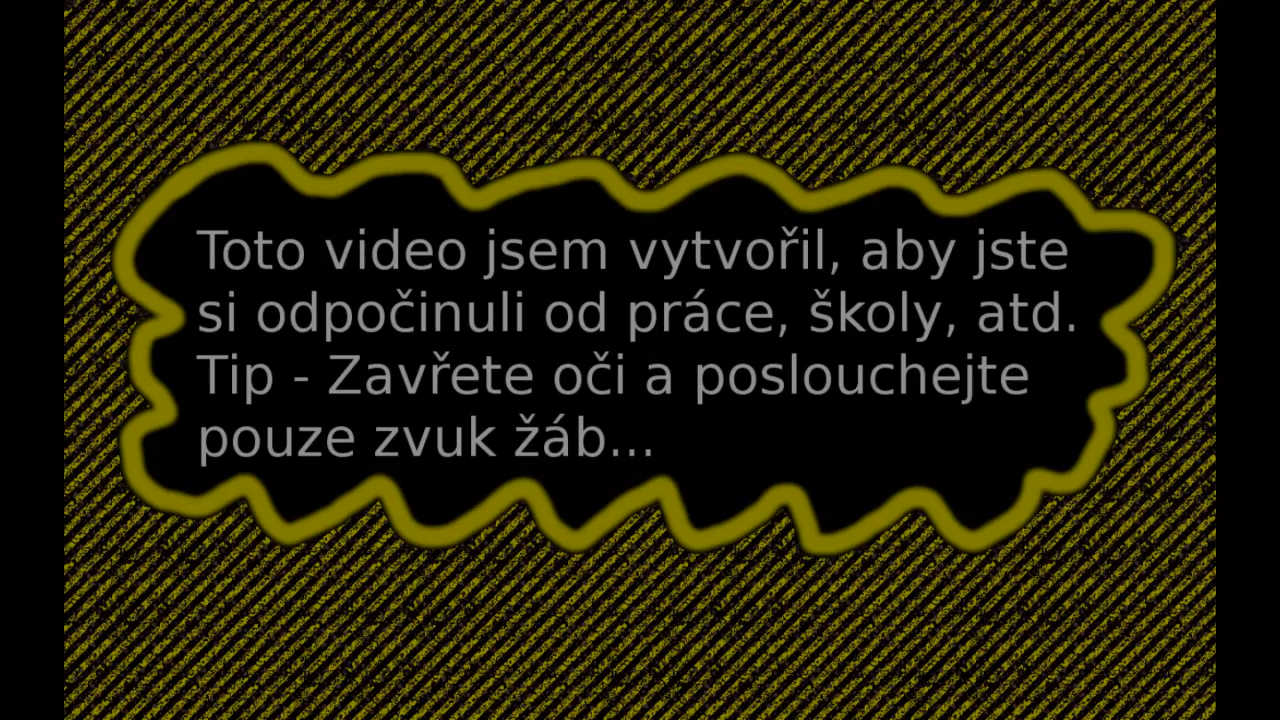 Toto video jsem vytvořil, aby jste
si odpočinuli od práce, školy, atd.
Tip - Zavřete oči a poslouchejte
pouze zvuk žáb...